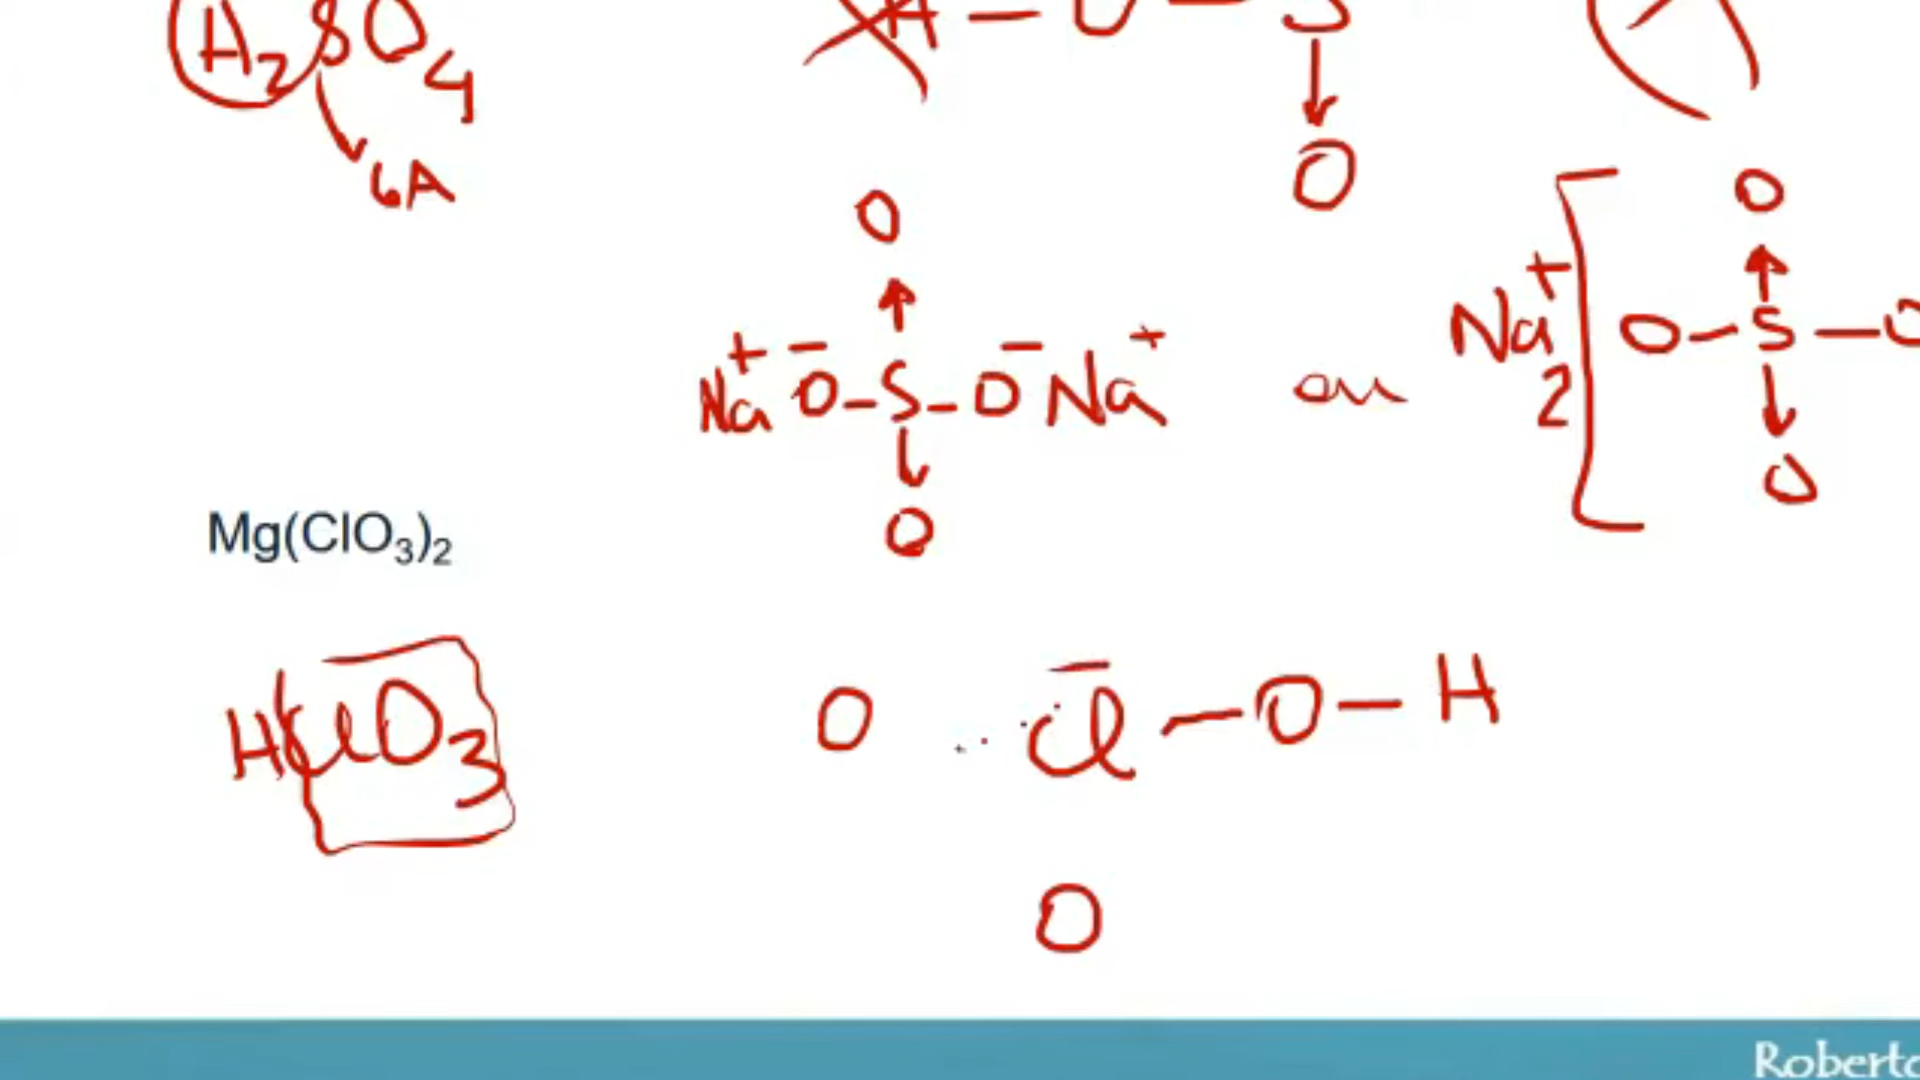 H₂SO₄
6A
H — O — S
↓
O
O
↑
Na⁺ ⁻O – S – O⁻ Na⁺
↓
O
ou
Na⁺₂ [ O – S –
O
↑
↓
O
Mg(ClO₃)₂
HClO₃
O Cl — O — H
O
Roberto